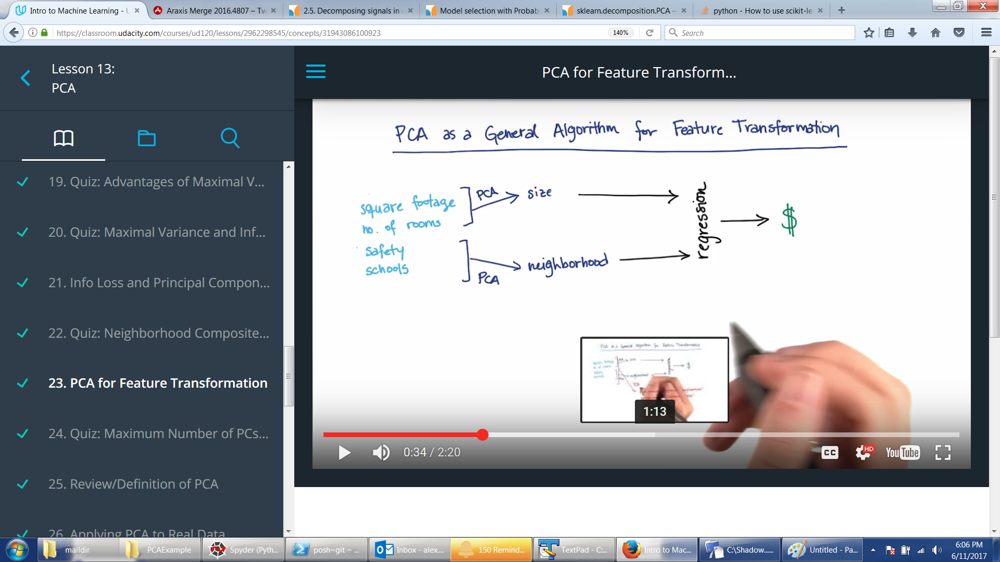 Intro to Machine Learning - U
Araxis Merge 2016.4807 – Tw
2.5. Decomposing signals in
Model selection with Probab
sklearn.decomposition.PCA –
python - How to use scikit-le
https://classroom.udacity.com/courses/ud120/lessons/2962298545/concepts/31943086100923
140%
Search
Lesson 13:
PCA
PCA for Feature Transform...
19. Quiz: Advantages of Maximal V...
20. Quiz: Maximal Variance and Inf...
21. Info Loss and Principal Compon...
22. Quiz: Neighborhood Composite...
23. PCA for Feature Transformation
24. Quiz: Maximum Number of PCs...
25. Review/Definition of PCA
26. Applying PCA to Real Data
PCA as a General Algorithm for Feature Transformation
square footage
no. of rooms
PCA
size
safety
schools
PCA
neighborhood
regression
$
1:13
0:34 / 2:20
CC
HD
YouTube
maildir
PCAExample
Spyder (Pyth...
posh~git ~ ...
Inbox - alex....
150 Remind...
TextPad - C:...
Intro to Mac...
C:\Shadow......
Untitled - Pa...
6:06 PM
6/11/2017